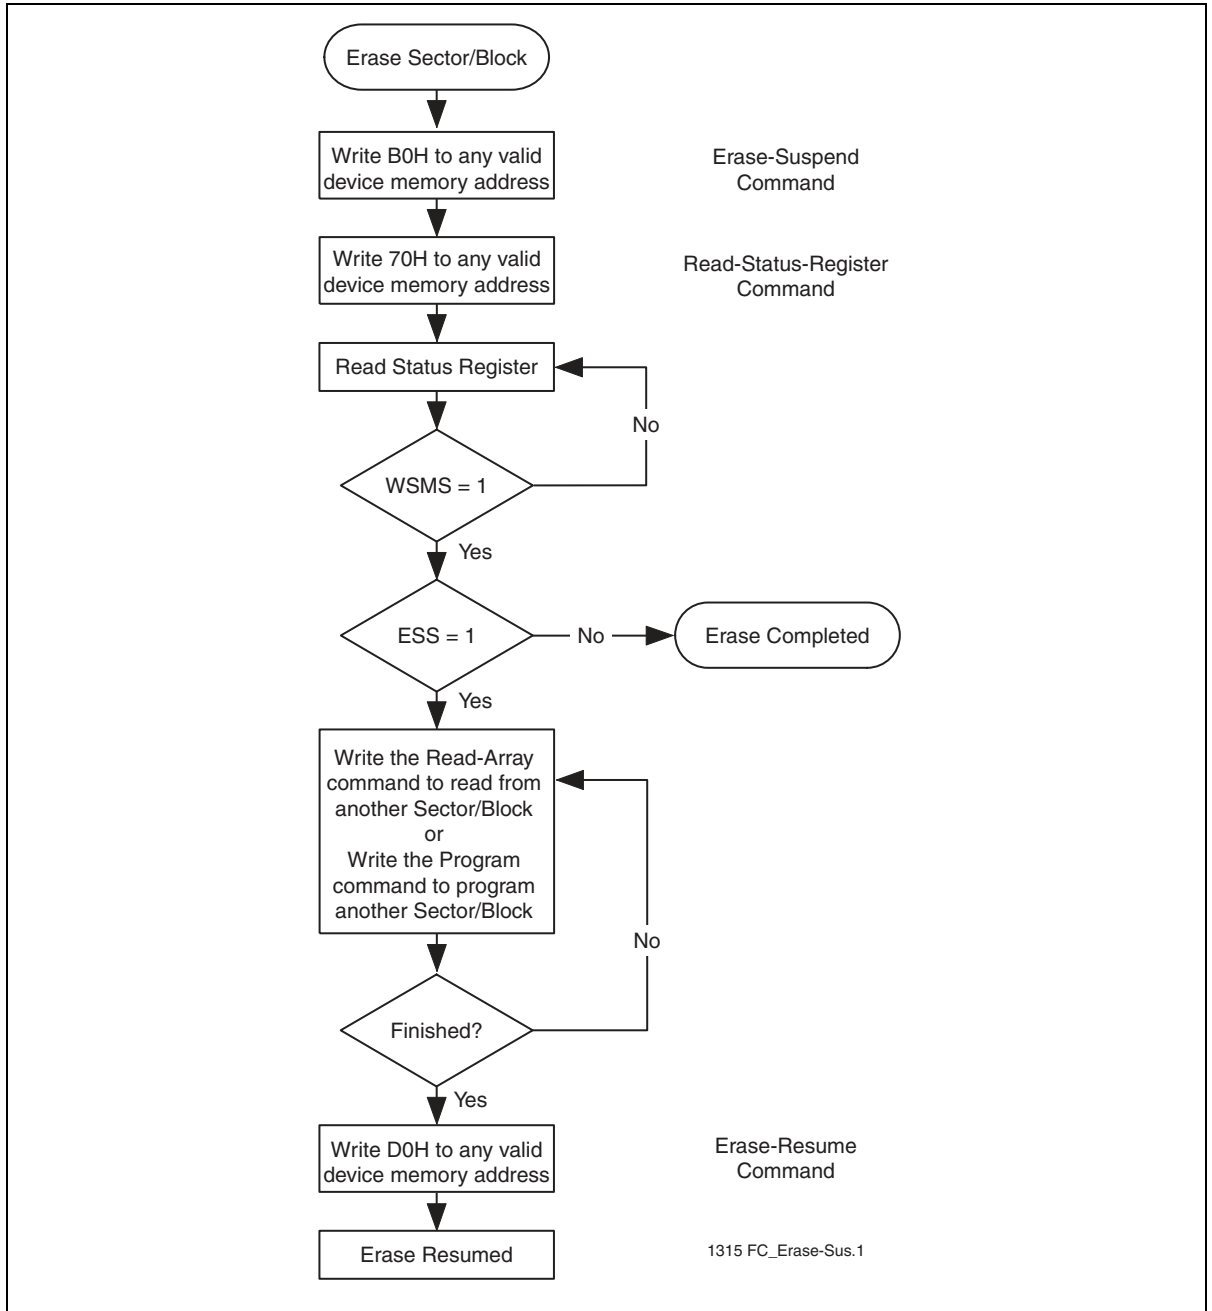 Erase Sector/Block
Write B0H to any valid
device memory address
Erase-Suspend
Command
Write 70H to any valid
device memory address
Read-Status-Register
Command
Read Status Register
No
WSMS = 1
Yes
ESS = 1
No
Erase Completed
Yes
Write the Read-Array
command to read from
another Sector/Block
or
Write the Program
command to program
another Sector/Block
No
Finished?
Yes
Write D0H to any valid
device memory address
Erase-Resume
Command
Erase Resumed
1315 FC_Erase-Sus.1